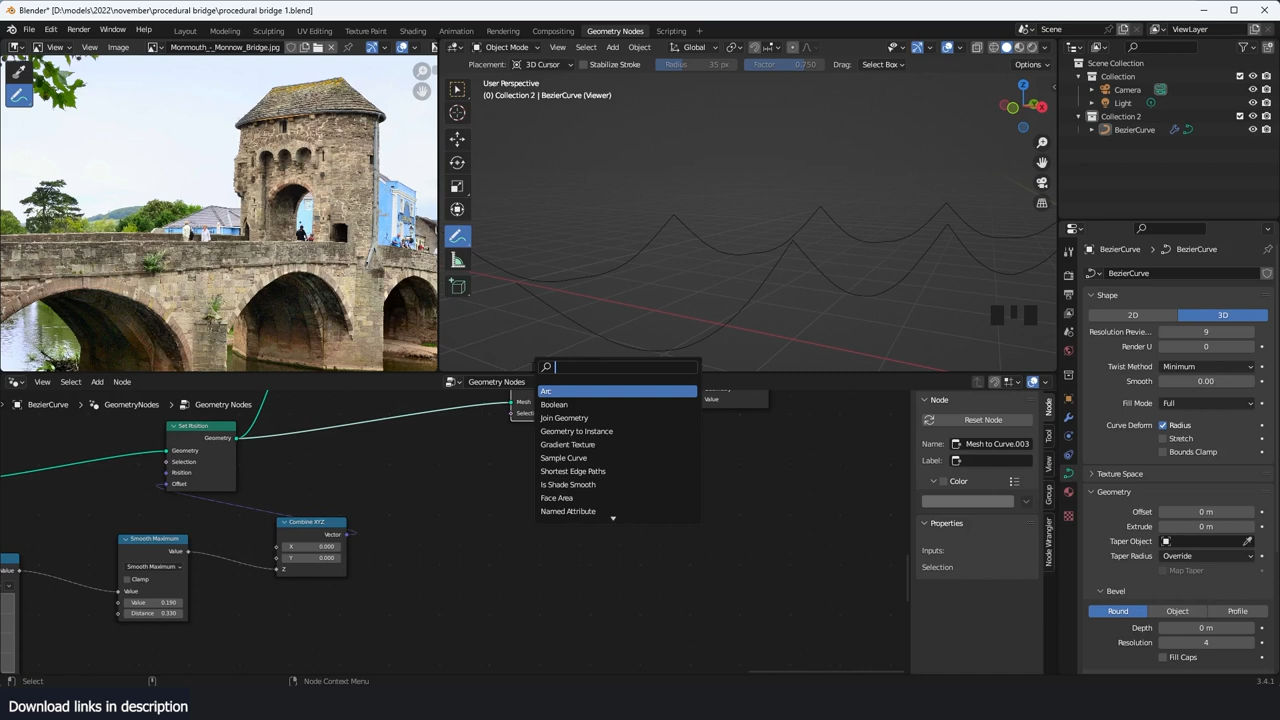 Blender* [D:\models\2022\november\procedural bridge\procedural bridge 1.blend]
File Edit Render Window Help
Layout Modeling Sculpting UV Editing Texture Paint Shading Animation Rendering Compositing Geometry Nodes Scripting
Scene
ViewLayer
View Image
Monmouth_-_Monnow_Bridge.jpg
Object Mode View Select Add Object
Global
Placement: 3D Cursor Stabilize Stroke Radius 35 px Factor 0.750 Drag: Select Box
Options
User Perspective
(0) Collection 2 | BezierCurve (Viewer)
Scene Collection
Collection
Camera
Light
Collection 2
BezierCurve
BezierCurve BezierCurve
BezierCurve
Shape
2D 3D
Resolution Previe... 9
Render U 0
Twist Method Minimum
Smooth 0.00
Fill Mode Full
Curve Deform Radius
Stretch
Bounds Clamp
Texture Space
Geometry
Offset 0 m
Extrude 0 m
Taper Object
Taper Radius Override
Map Taper
Bevel
Round Object Profile
Depth 0 m
Resolution 4
Fill Caps
View Select Add Node
Geometry Nodes
BezierCurve GeometryNodes Geometry Nodes
Set Position
Geometry
Geometry
Selection
Position
Offset
Combine XYZ
Vector
X 0.000
Y 0.000
Z
Smooth Maximum
Value
Smooth Maximum
Clamp
Value
Value 0.190
Distance 0.330
Value
Mesh
Selecti
Value
Arc
Boolean
Join Geometry
Geometry to Instance
Gradient Texture
Sample Curve
Shortest Edge Paths
Is Shade Smooth
Face Area
Named Attribute
Node
Reset Node
Name: Mesh to Curve.003
Label:
Color
Properties
Inputs:
Selection
Node
Tool
View
Group
Node Wrangler
Select
Node Context Menu
3.4.1
Download links in description